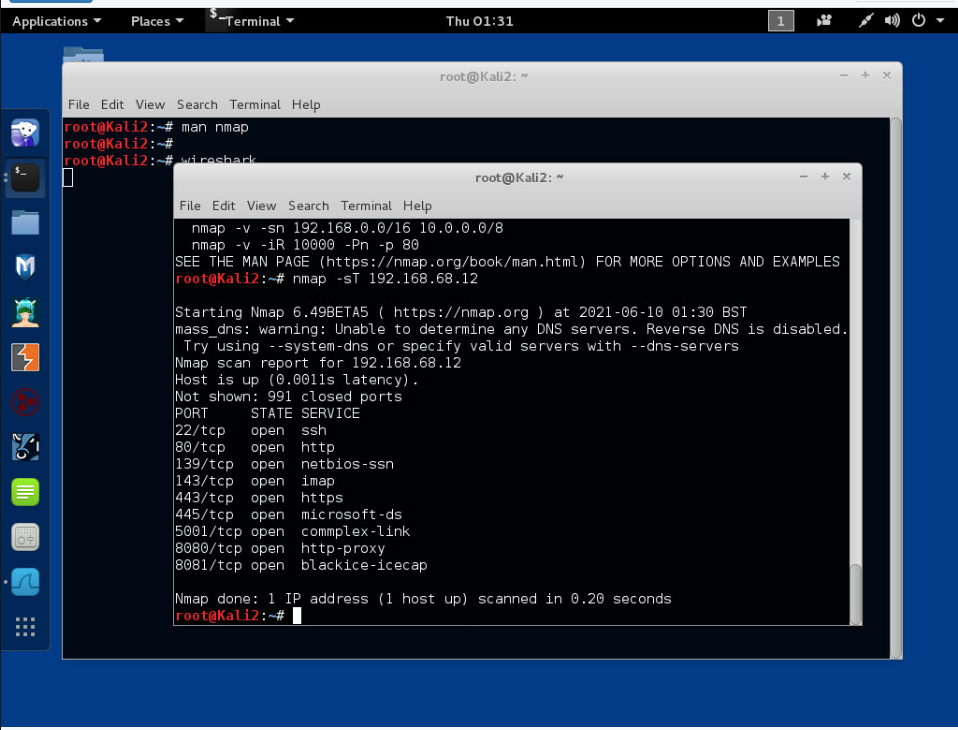 Applications Places Terminal Thu 01:31 1
root@Kali2: ~
File Edit View Search Terminal Help
root@Kali2:~# man nmap
root@Kali2:~#
root@Kali2:~# wireshark
root@Kali2: ~
File Edit View Search Terminal Help
nmap -v -sn 192.168.0.0/16 10.0.0.0/8
nmap -v -iR 10000 -Pn -p 80
SEE THE MAN PAGE (https://nmap.org/book/man.html) FOR MORE OPTIONS AND EXAMPLES
root@Kali2:~# nmap -sT 192.168.68.12
Starting Nmap 6.49BETA5 ( https://nmap.org ) at 2021-06-10 01:30 BST
mass_dns: warning: Unable to determine any DNS servers. Reverse DNS is disabled.
Try using --system-dns or specify valid servers with --dns-servers
Nmap scan report for 192.168.68.12
Host is up (0.0011s latency).
Not shown: 991 closed ports
PORT STATE SERVICE
22/tcp open ssh
80/tcp open http
139/tcp open netbios-ssn
143/tcp open imap
443/tcp open https
445/tcp open microsoft-ds
5001/tcp open commplex-link
8080/tcp open http-proxy
8081/tcp open blackice-icecap
Nmap done: 1 IP address (1 host up) scanned in 0.20 seconds
root@Kali2:~#